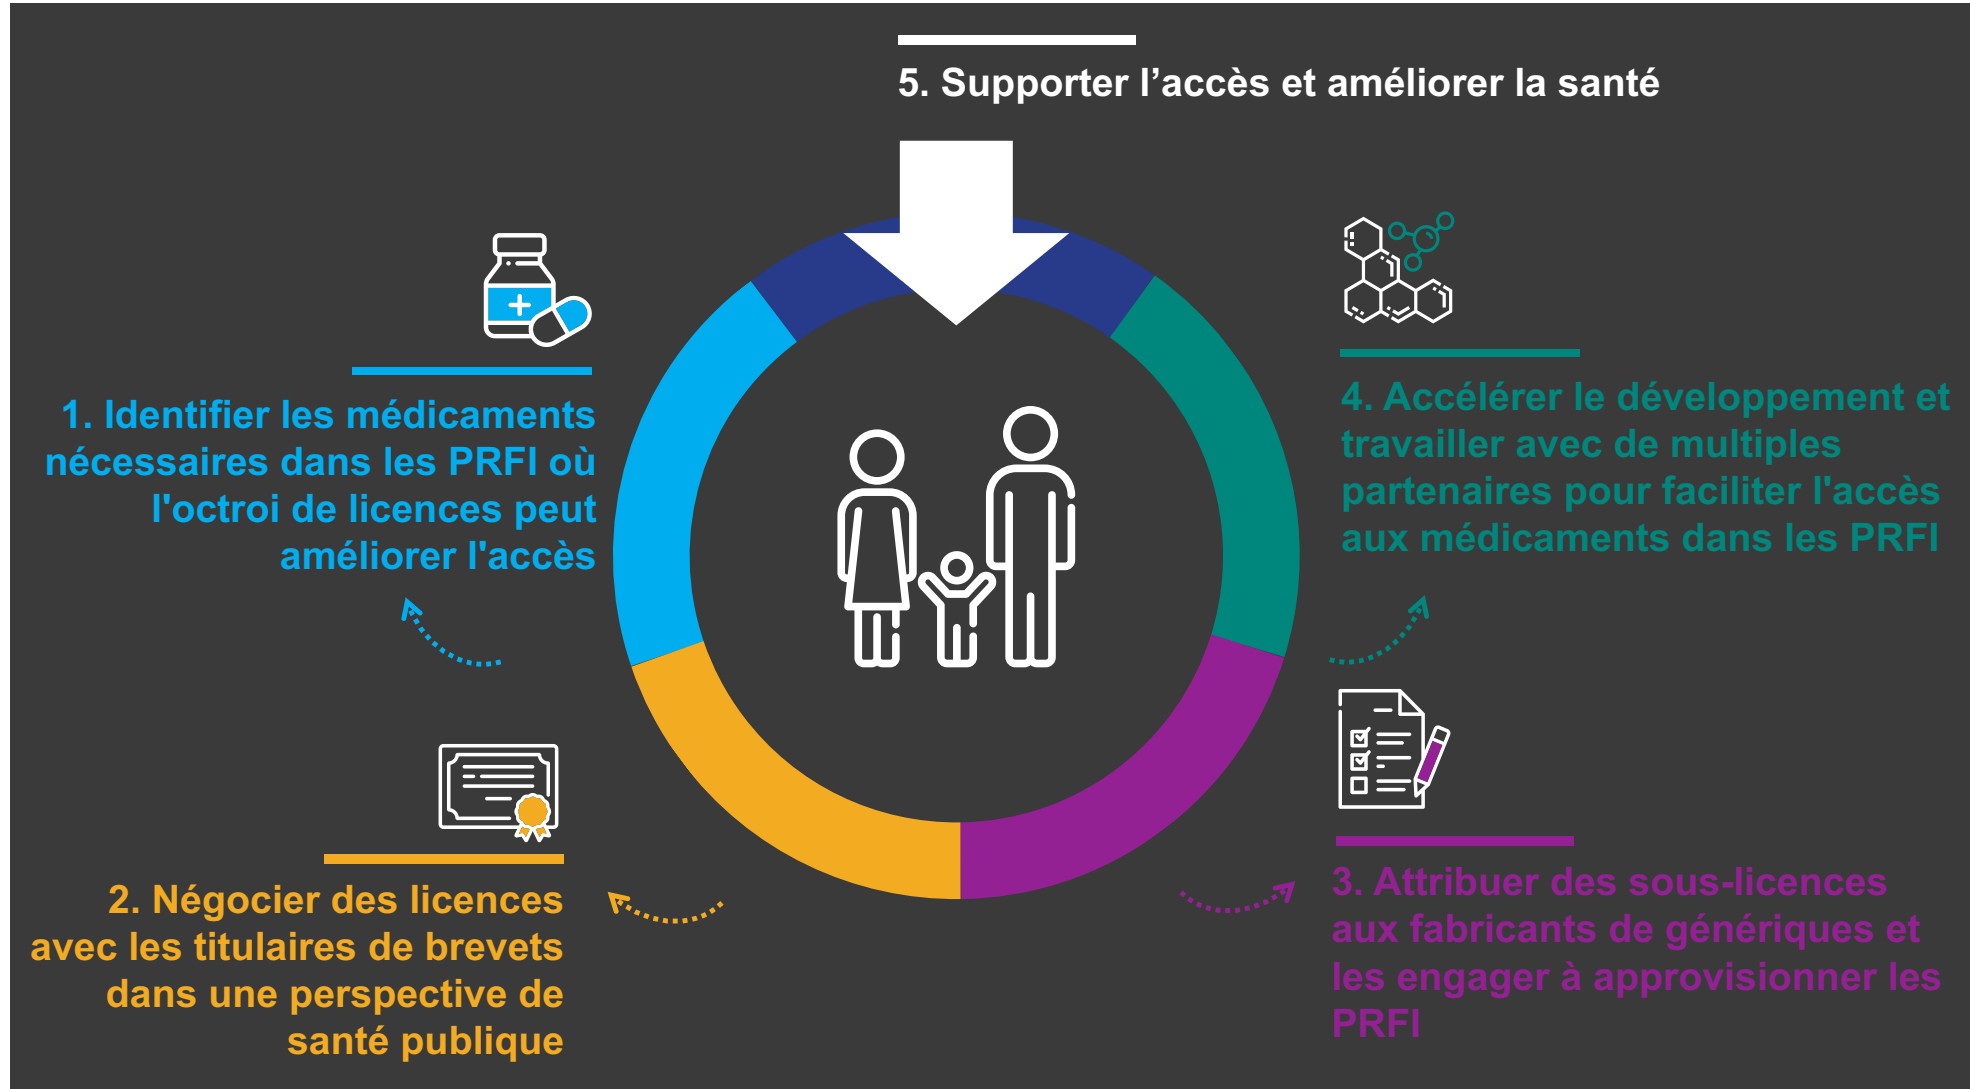 5. Supporter l’accès et améliorer la santé
1. Identifier les médicaments
nécessaires dans les PRFI où
l'octroi de licences peut
améliorer l'accès
2. Négocier des licences
avec les titulaires de brevets
dans une perspective de
santé publique
3. Attribuer des sous-licences
aux fabricants de génériques et
les engager à approvisionner les
PRFI
4. Accélérer le développement et
travailler avec de multiples
partenaires pour faciliter l'accès
aux médicaments dans les PRFI